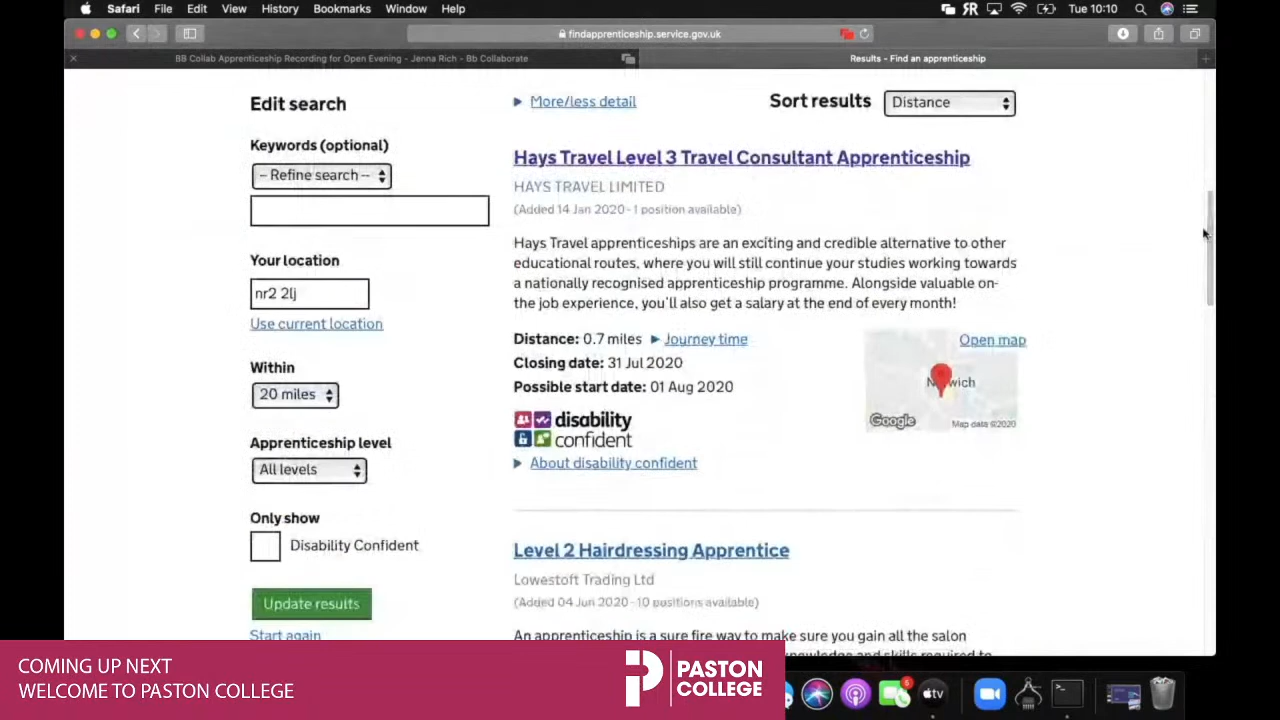 Safari File Edit View History Bookmarks Window Help Tue 10:10
findapprenticeship.service.gov.uk
BB Collab Apprenticeship Recording for Open Evening - Jenna Rich - Bb Collaborate
Results - Find an apprenticeship
Edit search
Keywords (optional)
-- Refine search --
Your location
nr2 2lj
Use current location
Within
20 miles
Apprenticeship level
All levels
Only show
Disability Confident
Update results
Start again
More/less detail
Sort results Distance
Hays Travel Level 3 Travel Consultant Apprenticeship
HAYS TRAVEL LIMITED
(Added 14 Jan 2020 - 1 position available)
Hays Travel apprenticeships are an exciting and credible alternative to other
educational routes, where you will still continue your studies working towards
a nationally recognised apprenticeship programme. Alongside valuable on-
the job experience, you'll also get a salary at the end of every month!
Distance: 0.7 miles Journey time
Closing date: 31 Jul 2020
Possible start date: 01 Aug 2020
Open map
Google
Map data ©2020
disability
confident
About disability confident
Level 2 Hairdressing Apprentice
Lowestoft Trading Ltd
(Added 04 Jun 2020 - 10 positions available)
An apprenticeship is a sure fire way to make sure you gain all the salon
COMING UP NEXT
WELCOME TO PASTON COLLEGE
PASTON
COLLEGE
tv